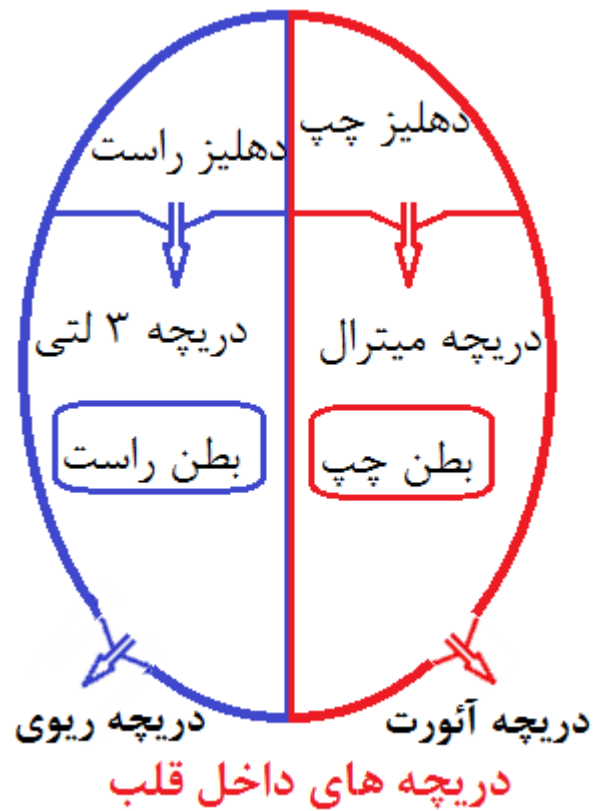 دهلیز چپ
دهلیز راست
دریچه میترال
دریچه ۳ لتی
بطن چپ
بطن راست
دریچه آئورت
دریچه ریوی
دریچه های داخل قلب